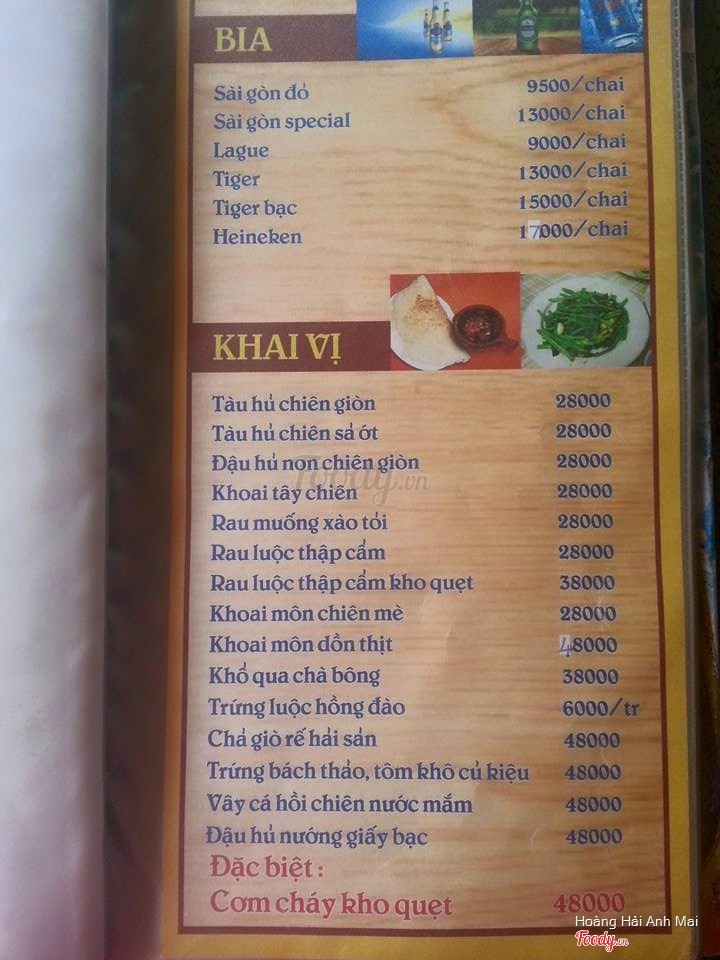 BIA
Sài gòn đỏ 9500/chai
Sài gòn special 13000/chai
Lague 9000/chai
Tiger 13000/chai
Tiger bạc 15000/chai
Heineken 17000/chai
KHAI VỊ
Tàu hủ chiên giòn 28000
Tàu hủ chiên sả ớt 28000
Đậu hủ non chiên giòn 28000
Khoai tây chiên 28000
Rau muống xào tỏi 28000
Rau luộc thập cẩm 28000
Rau luộc thập cẩm kho quẹt 38000
Khoai môn chiên mè 28000
Khoai môn dồn thịt 48000
Khổ qua chà bông 38000
Trứng luộc hồng đào 6000/tr
Chả giò rế hải sản 48000
Trứng bách thảo, tôm khô củ kiệu 48000
Vây cá hồi chiên nước mắm 48000
Đậu hủ nướng giấy bạc 48000
Đặc biệt :
Cơm cháy kho quẹt 48000
Foody.vn
Hoàng Hải Anh Mai
Foody.vn